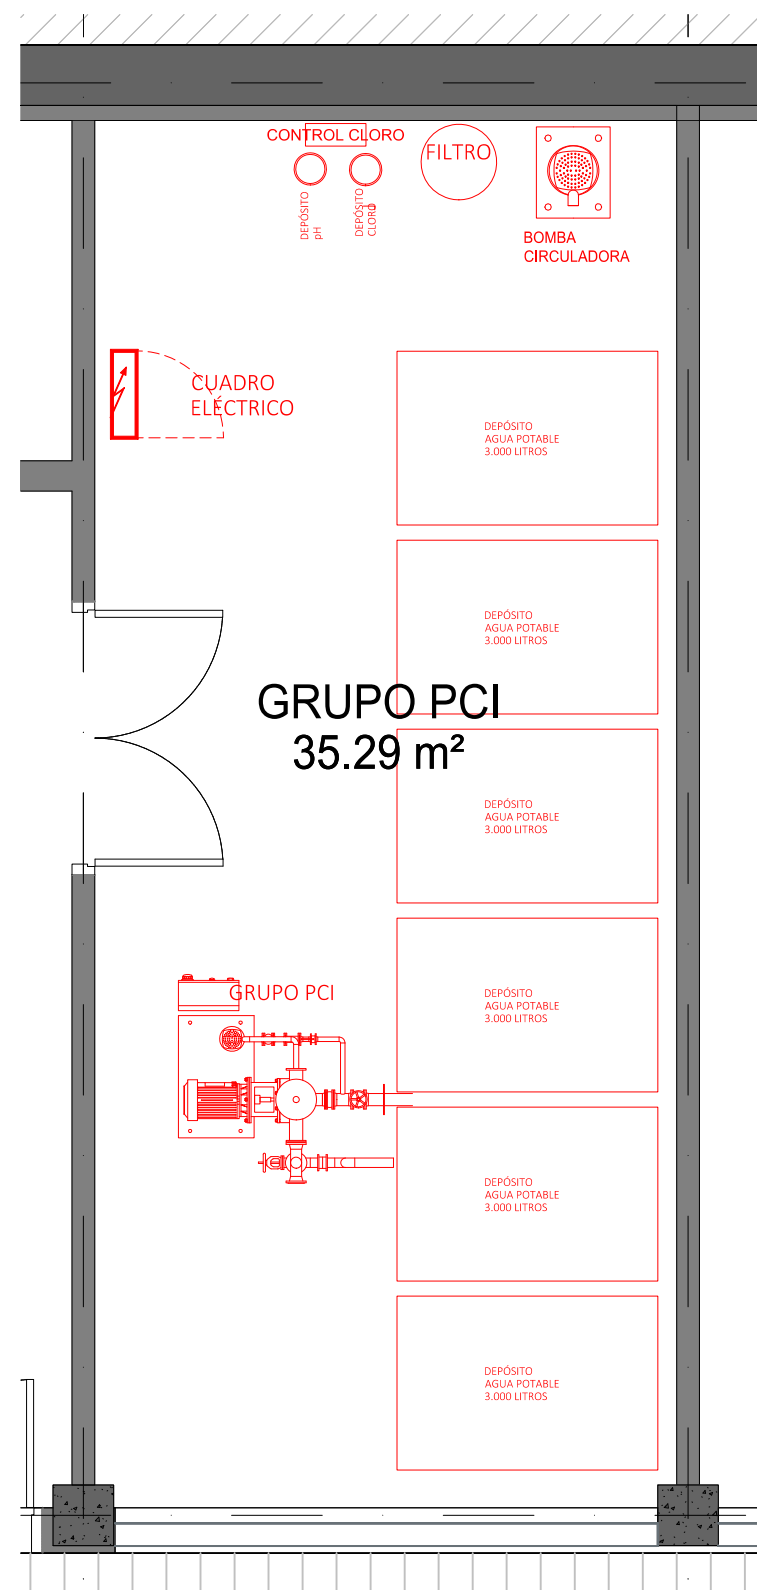 CONTROL CLORO
FILTRO
DEPÓSITO
pH
DEPÓSITO
CLORO
BOMBA
CIRCULADORA
CUADRO
ELÉCTRICO
DEPÓSITO
AGUA POTABLE
3.000 LITROS
DEPÓSITO
AGUA POTABLE
3.000 LITROS
GRUPO PCI
35.29 m²
DEPÓSITO
AGUA POTABLE
3.000 LITROS
GRUPO PCI
DEPÓSITO
AGUA POTABLE
3.000 LITROS
DEPÓSITO
AGUA POTABLE
3.000 LITROS
DEPÓSITO
AGUA POTABLE
3.000 LITROS